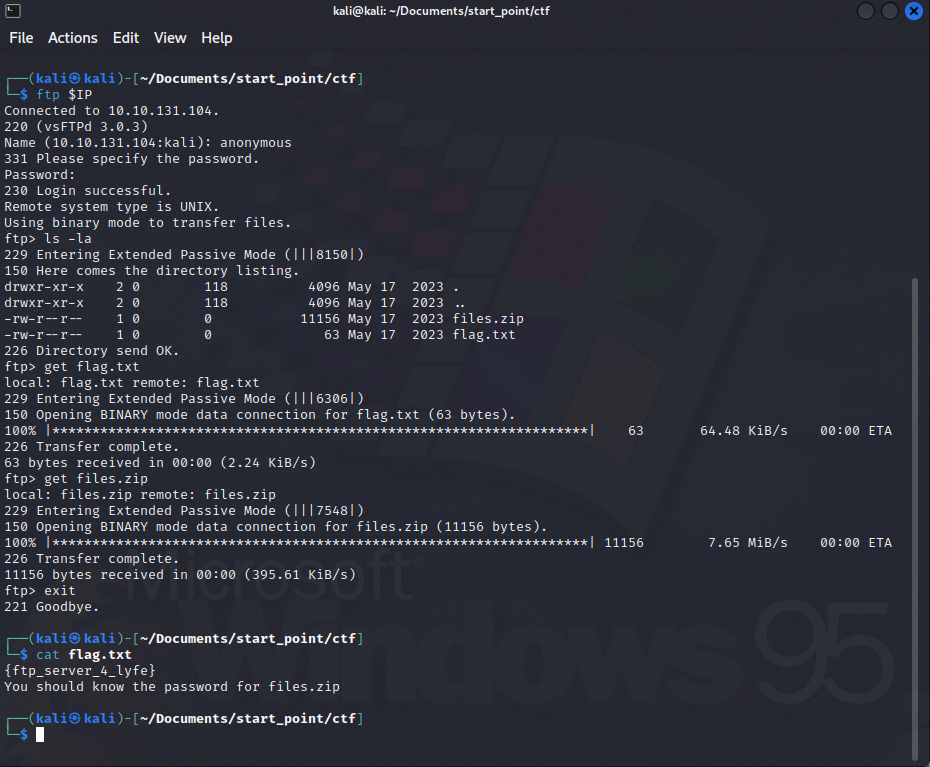 kali@kali: ~/Documents/start_point/ctf
File Actions Edit View Help
┌──(kali㉿kali)-[~/Documents/start_point/ctf]
└─$ ftp $IP
Connected to 10.10.131.104.
220 (vsFTPd 3.0.3)
Name (10.10.131.104:kali): anonymous
331 Please specify the password.
Password:
230 Login successful.
Remote system type is UNIX.
Using binary mode to transfer files.
ftp> ls -la
229 Entering Extended Passive Mode (|||8150|)
150 Here comes the directory listing.
drwxr-xr-x    2 0        118          4096 May 17  2023 .
drwxr-xr-x    2 0        118          4096 May 17  2023 ..
-rw-r--r--    1 0        0           11156 May 17  2023 files.zip
-rw-r--r--    1 0        0              63 May 17  2023 flag.txt
226 Directory send OK.
ftp> get flag.txt
local: flag.txt remote: flag.txt
229 Entering Extended Passive Mode (|||6306|)
150 Opening BINARY mode data connection for flag.txt (63 bytes).
100% |*******************************************************************|    63       64.48 KiB/s    00:00 ETA
226 Transfer complete.
63 bytes received in 00:00 (2.24 KiB/s)
ftp> get files.zip
local: files.zip remote: files.zip
229 Entering Extended Passive Mode (|||7548|)
150 Opening BINARY mode data connection for files.zip (11156 bytes).
100% |*******************************************************************| 11156        7.65 MiB/s    00:00 ETA
226 Transfer complete.
11156 bytes received in 00:00 (395.61 KiB/s)
ftp> exit
221 Goodbye.
┌──(kali㉿kali)-[~/Documents/start_point/ctf]
└─$ cat flag.txt
{ftp_server_4_lyfe}
You should know the password for files.zip
┌──(kali㉿kali)-[~/Documents/start_point/ctf]
└─$
Microsoft
Windows 95